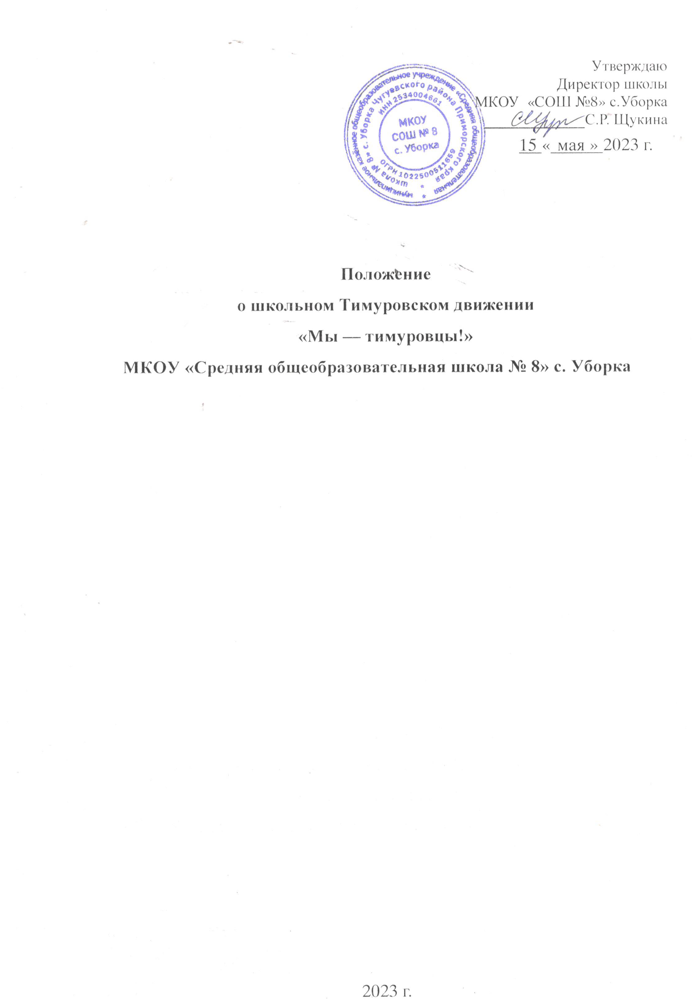 Утверждаю
Директор школы
МКОУ «СОШ №8» с.Уборка
С.Р. Щукина
15 « мая » 2023 г.
муниципальное казённое общеобразовательное учреждение «Средняя общеобразовательная
школа № 8» с. Уборка Чугуевского района Приморского края
ИНН 2534004661
МКОУ
СОШ № 8
с. Уборка
ОГРН 1022500511659
Положение
о школьном Тимуровском движении
«Мы — тимуровцы!»
МКОУ «Средняя общеобразовательная школа № 8» с. Уборка
2023 г.